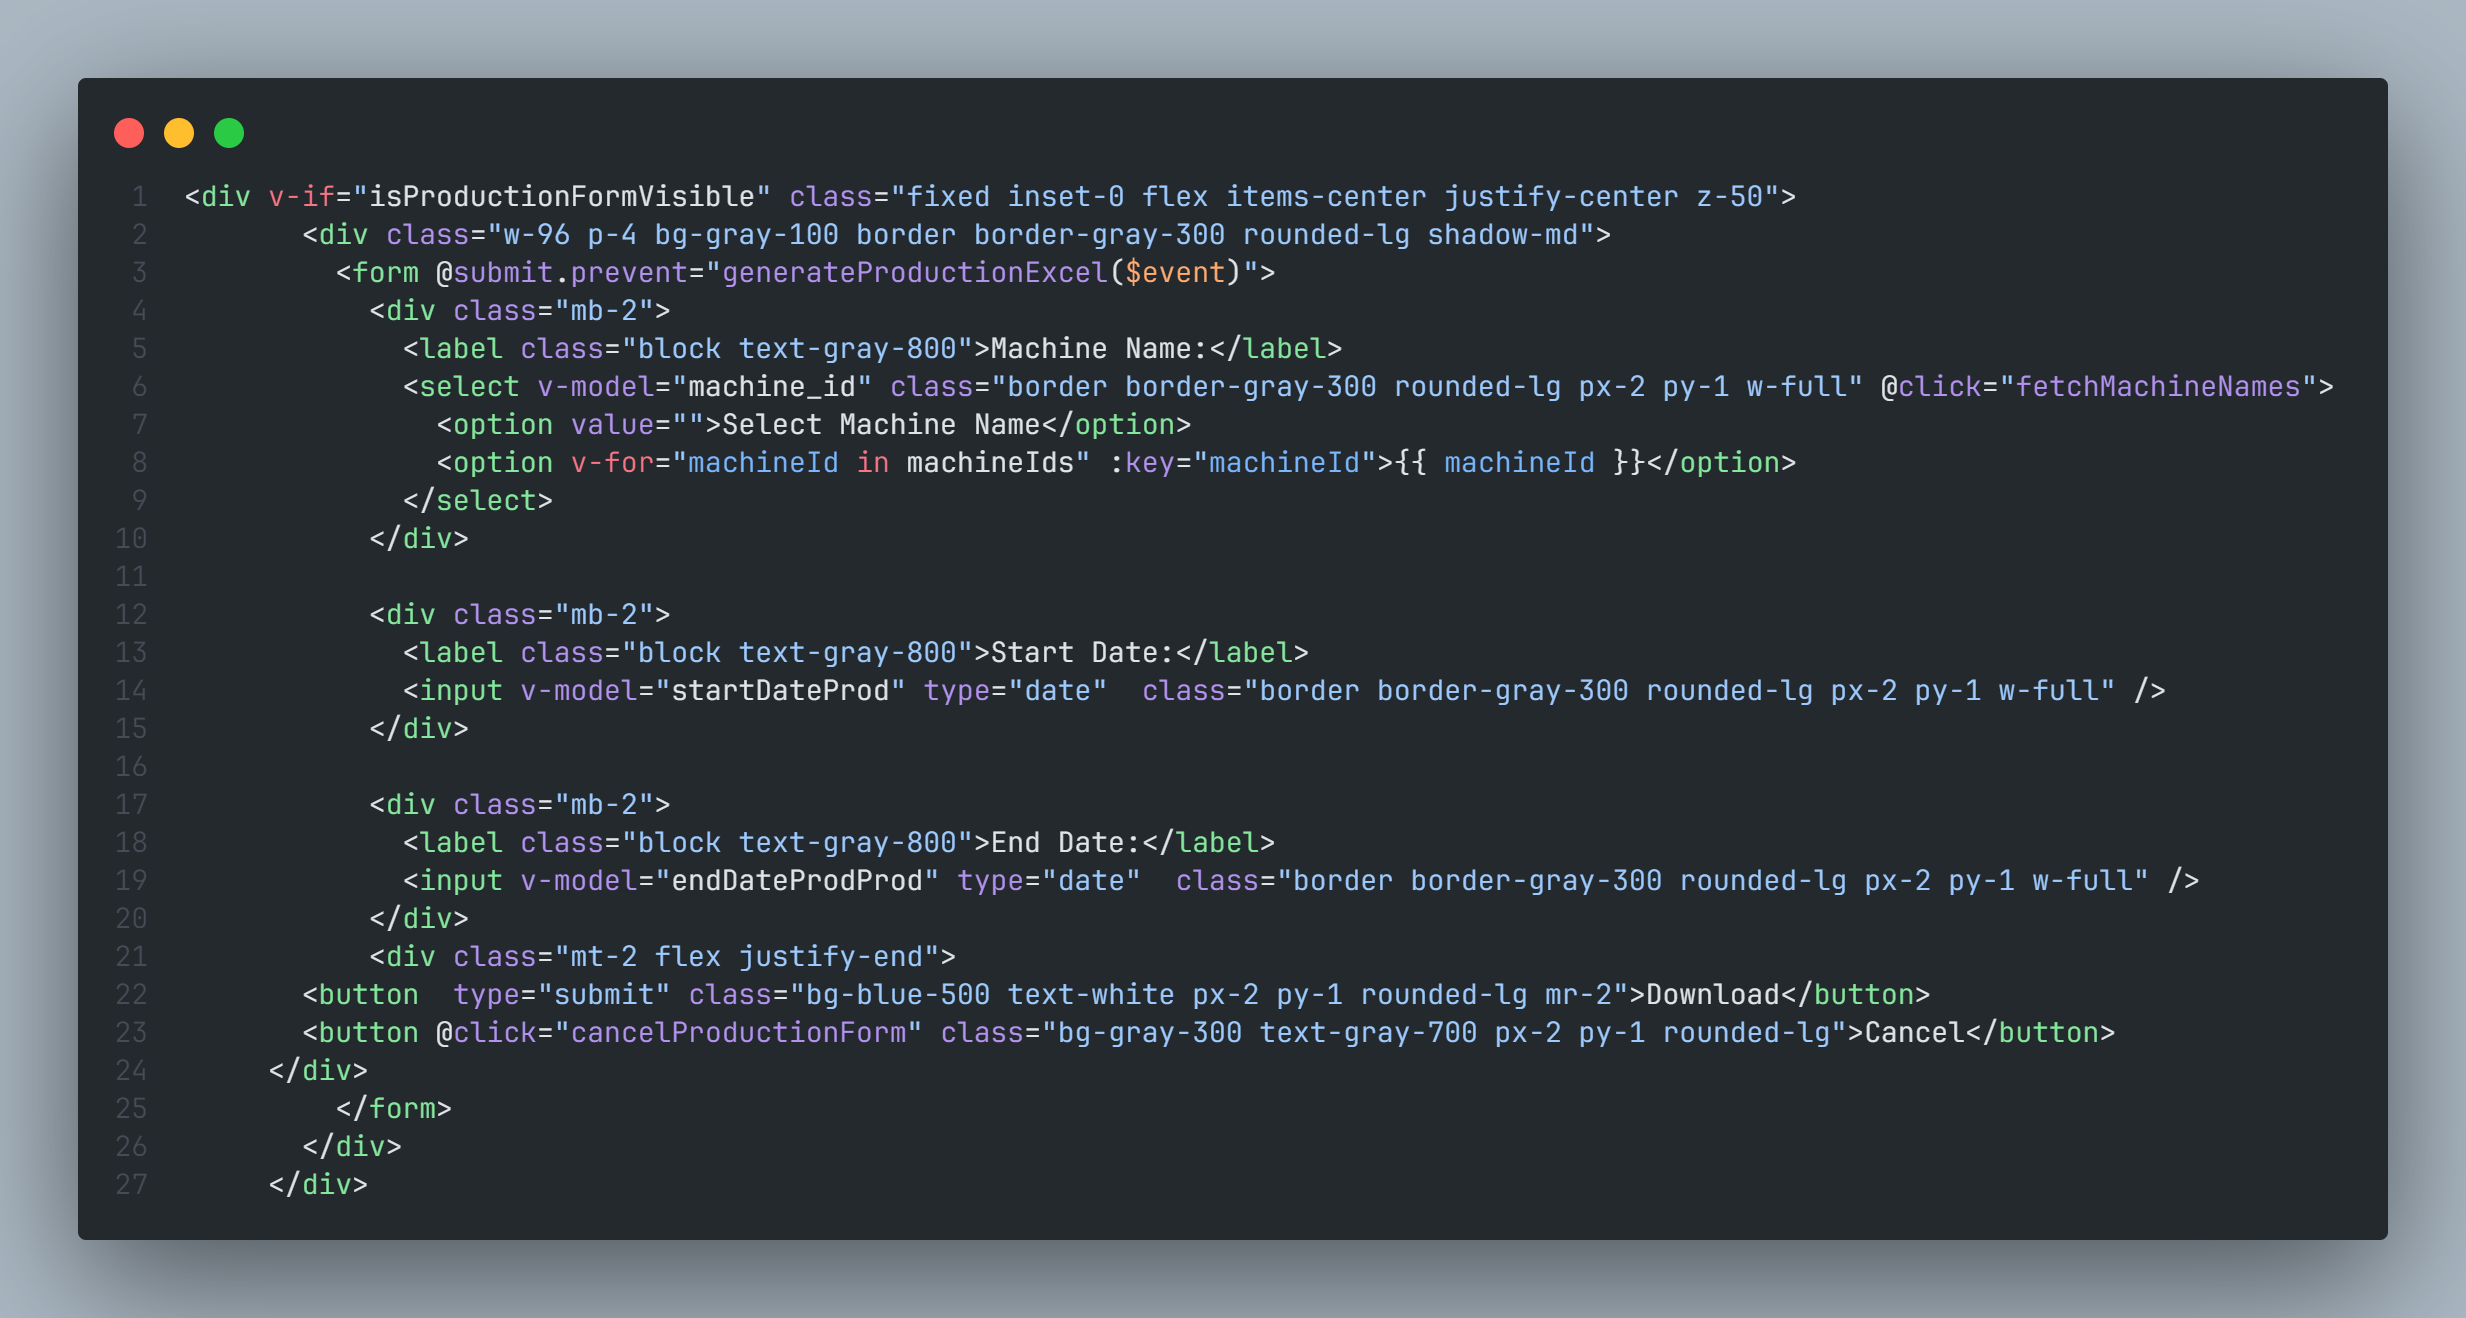 1 <div v-if="isProductionFormVisible" class="fixed inset-0 flex items-center justify-center z-50">
2        <div class="w-96 p-4 bg-gray-100 border border-gray-300 rounded-lg shadow-md">
3          <form @submit.prevent="generateProductionExcel($event)">
4            <div class="mb-2">
5              <label class="block text-gray-800">Machine Name:</label>
6              <select v-model="machine_id" class="border border-gray-300 rounded-lg px-2 py-1 w-full" @click="fetchMachineNames">
7                <option value="">Select Machine Name</option>
8                <option v-for="machineId in machineIds" :key="machineId">{{ machineId }}</option>
9              </select>
10            </div>
11
12            <div class="mb-2">
13              <label class="block text-gray-800">Start Date:</label>
14              <input v-model="startDateProd" type="date"  class="border border-gray-300 rounded-lg px-2 py-1 w-full" />
15            </div>
16
17            <div class="mb-2">
18              <label class="block text-gray-800">End Date:</label>
19              <input v-model="endDateProdProd" type="date"  class="border border-gray-300 rounded-lg px-2 py-1 w-full" />
20            </div>
21            <div class="mt-2 flex justify-end">
22        <button  type="submit" class="bg-blue-500 text-white px-2 py-1 rounded-lg mr-2">Download</button>
23        <button @click="cancelProductionForm" class="bg-gray-300 text-gray-700 px-2 py-1 rounded-lg">Cancel</button>
24      </div>
25          </form>
26        </div>
27      </div>